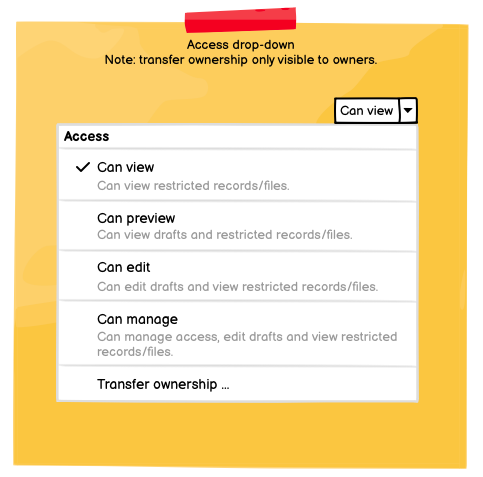 Access drop-down
Note: transfer ownership only visible to owners.
Can view
Access
Can view
Can view restricted records/files.
Can preview
Can view drafts and restricted records/files.
Can edit
Can edit drafts and view restricted records/files.
Can manage
Can manage access, edit drafts and view restricted
records/files.
Transfer ownership ...